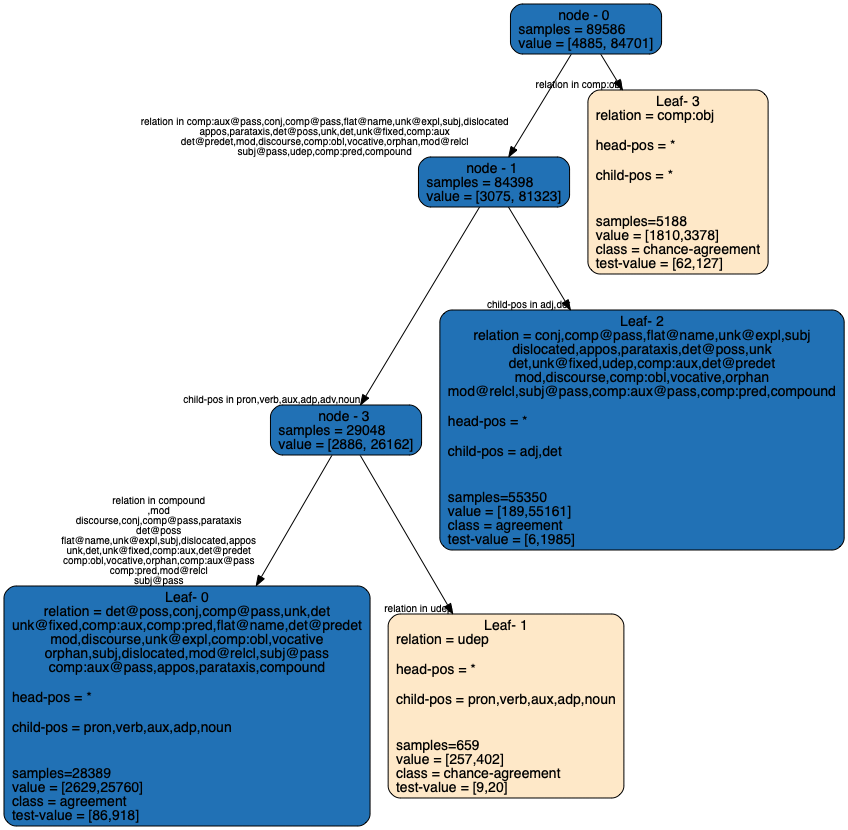 node - 0
samples = 89586
value = [4885, 84701]
relation in comp:obj
relation in comp:aux@pass,conj,comp@pass,flat@name,unk@expl,subj,dislocated
appos,parataxis,det@poss,unk,det,unk@fixed,comp:aux
det@predet,mod,discourse,comp:obl,vocative,orphan,mod@relcl
subj@pass,udep,comp:pred,compound
Leaf- 3
relation = comp:obj
head-pos = *
child-pos = *
samples=5188
value = [1810,3378]
class = chance-agreement
test-value = [62,127]
node - 1
samples = 84398
value = [3075, 81323]
child-pos in adj,det
Leaf- 2
relation = conj,comp@pass,flat@name,unk@expl,subj
dislocated,appos,parataxis,det@poss,unk
det,unk@fixed,udep,comp:aux,det@predet
mod,discourse,comp:obl,vocative,orphan
mod@relcl,subj@pass,comp:aux@pass,comp:pred,compound
head-pos = *
child-pos = adj,det
samples=55350
value = [189,55161]
class = agreement
test-value = [6,1985]
child-pos in pron,verb,aux,adp,adv,noun
node - 3
samples = 29048
value = [2886, 26162]
relation in compound
,mod
discourse,conj,comp@pass,parataxis
det@poss
flat@name,unk@expl,subj,dislocated,appos
unk,det,unk@fixed,comp:aux,det@predet
comp:obl,vocative,orphan,comp:aux@pass
comp:pred,mod@relcl
subj@pass
relation in udep
Leaf- 0
relation = det@poss,conj,comp@pass,unk,det
unk@fixed,comp:aux,comp:pred,flat@name,det@predet
mod,discourse,unk@expl,comp:obl,vocative
orphan,subj,dislocated,mod@relcl,subj@pass
comp:aux@pass,appos,parataxis,compound
head-pos = *
child-pos = pron,verb,aux,adp,noun
samples=28389
value = [2629,25760]
class = agreement
test-value = [86,918]
Leaf- 1
relation = udep
head-pos = *
child-pos = pron,verb,aux,adp,noun
samples=659
value = [257,402]
class = chance-agreement
test-value = [9,20]